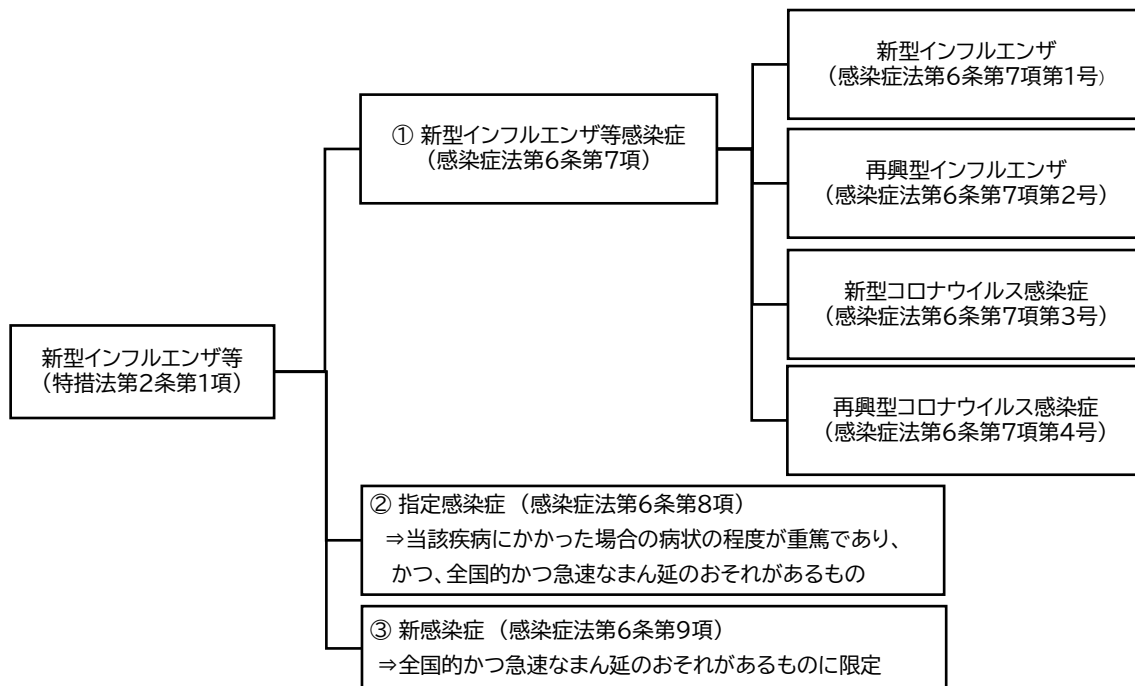 新型インフルエンザ等
(特措法第2条第1項)
① 新型インフルエンザ等感染症
(感染症法第6条第7項)
新型インフルエンザ
(感染症法第6条第7項第1号)
再興型インフルエンザ
(感染症法第6条第7項第2号)
新型コロナウイルス感染症
(感染症法第6条第7項第3号)
再興型コロナウイルス感染症
(感染症法第6条第7項第4号)
② 指定感染症 (感染症法第6条第8項)
⇒当該疾病にかかった場合の病状の程度が重篤であり、
かつ、全国的かつ急速なまん延のおそれがあるもの
③ 新感染症 (感染症法第6条第9項)
⇒全国的かつ急速なまん延のおそれがあるものに限定